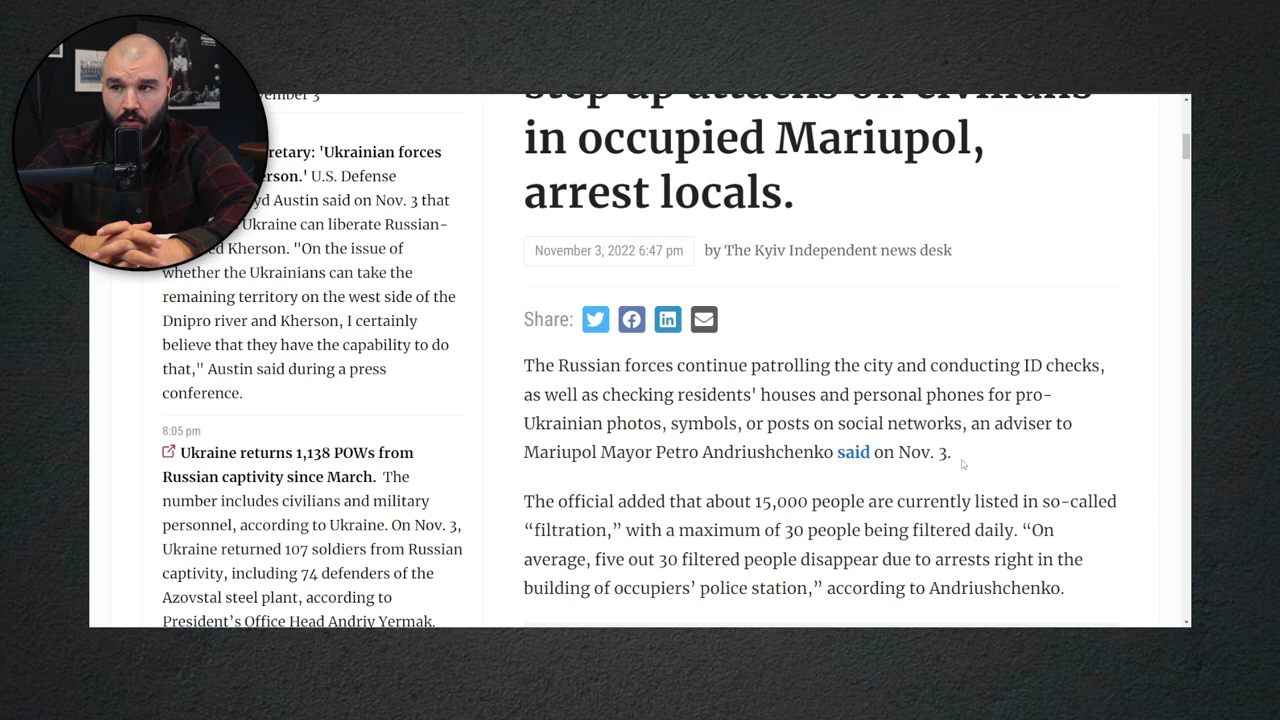 vember 3
retary: 'Ukrainian forces
rson.' U.S. Defense
yd Austin said on Nov. 3 that
Ukraine can liberate Russian-
ed Kherson. "On the issue of
whether the Ukrainians can take the
remaining territory on the west side of the
Dnipro river and Kherson, I certainly
believe that they have the capability to do
that," Austin said during a press
conference.
8:05 pm
Ukraine returns 1,138 POWs from
Russian captivity since March. The
number includes civilians and military
personnel, according to Ukraine. On Nov. 3,
Ukraine returned 107 soldiers from Russian
captivity, including 74 defenders of the
Azovstal steel plant, according to
President's Office Head Andriy Yermak.
step up attacks on civilians
in occupied Mariupol,
arrest locals.
November 3, 2022 6:47 pm by The Kyiv Independent news desk
Share:
The Russian forces continue patrolling the city and conducting ID checks,
as well as checking residents' houses and personal phones for pro-
Ukrainian photos, symbols, or posts on social networks, an adviser to
Mariupol Mayor Petro Andriushchenko said on Nov. 3.
The official added that about 15,000 people are currently listed in so-called
“filtration,” with a maximum of 30 people being filtered daily. “On
average, five out 30 filtered people disappear due to arrests right in the
building of occupiers’ police station,” according to Andriushchenko.